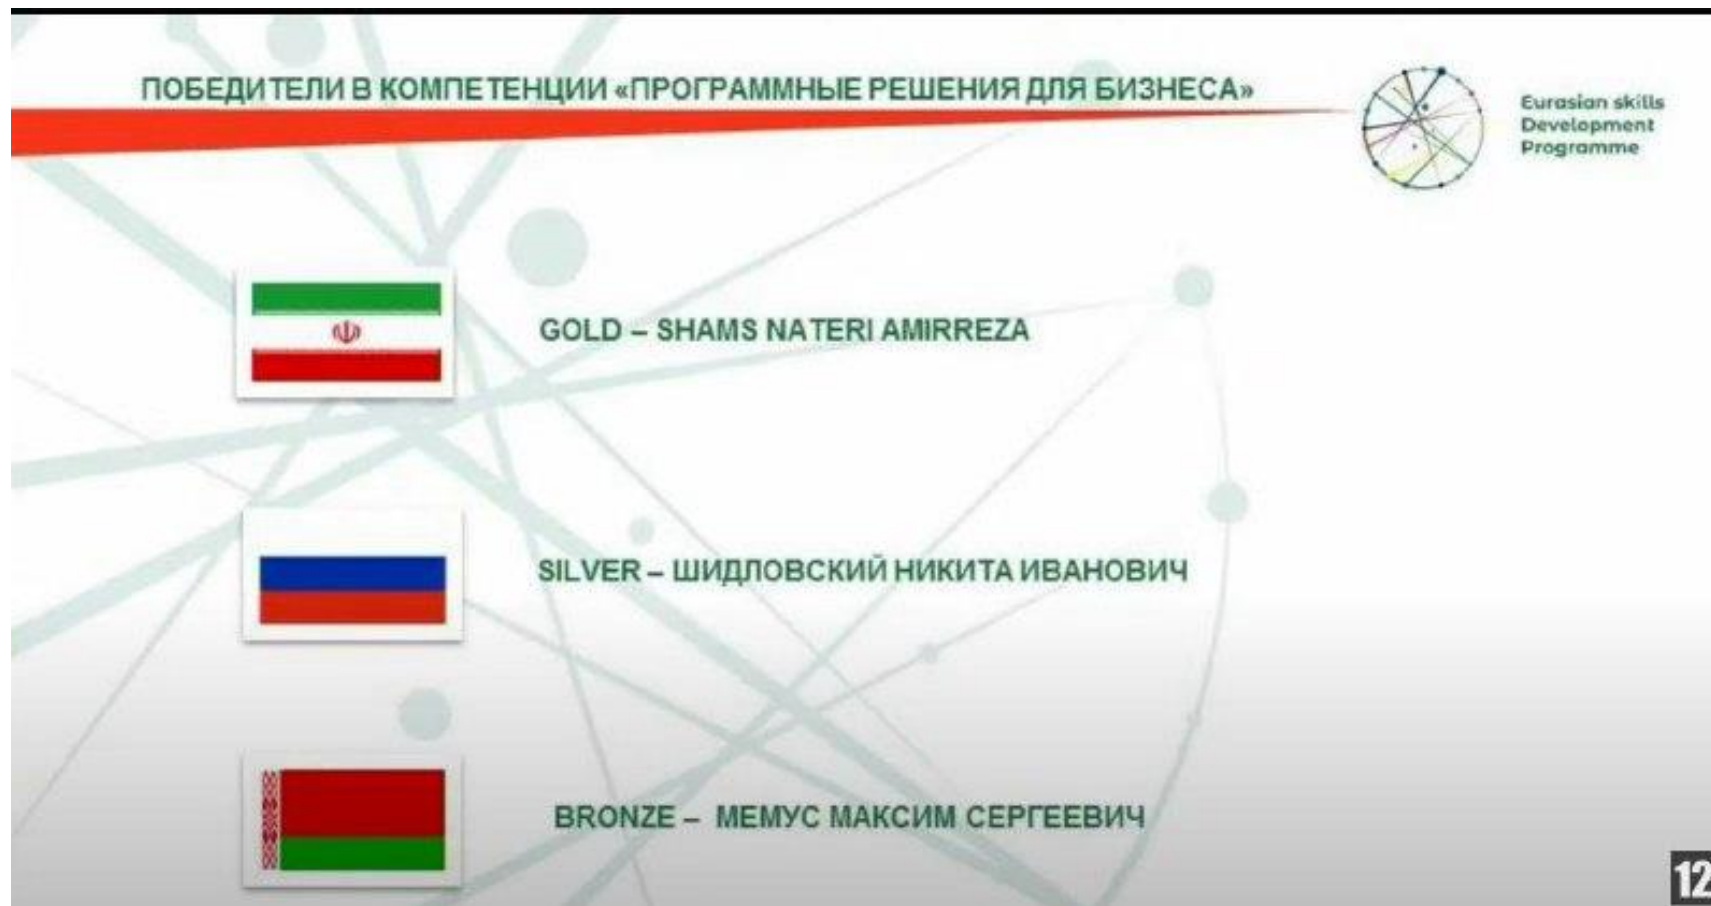 ПОБЕДИТЕЛИ В КОМПЕТЕНЦИИ «ПРОГРАММНЫЕ РЕШЕНИЯ ДЛЯ БИЗНЕСА»
Eurasian skills
Development
Programme
GOLD – SHAMS NATERI AMIRREZA
SILVER – ШИДЛОВСКИЙ НИКИТА ИВАНОВИЧ
BRONZE – МЕМУС МАКСИМ СЕРГЕЕВИЧ
12